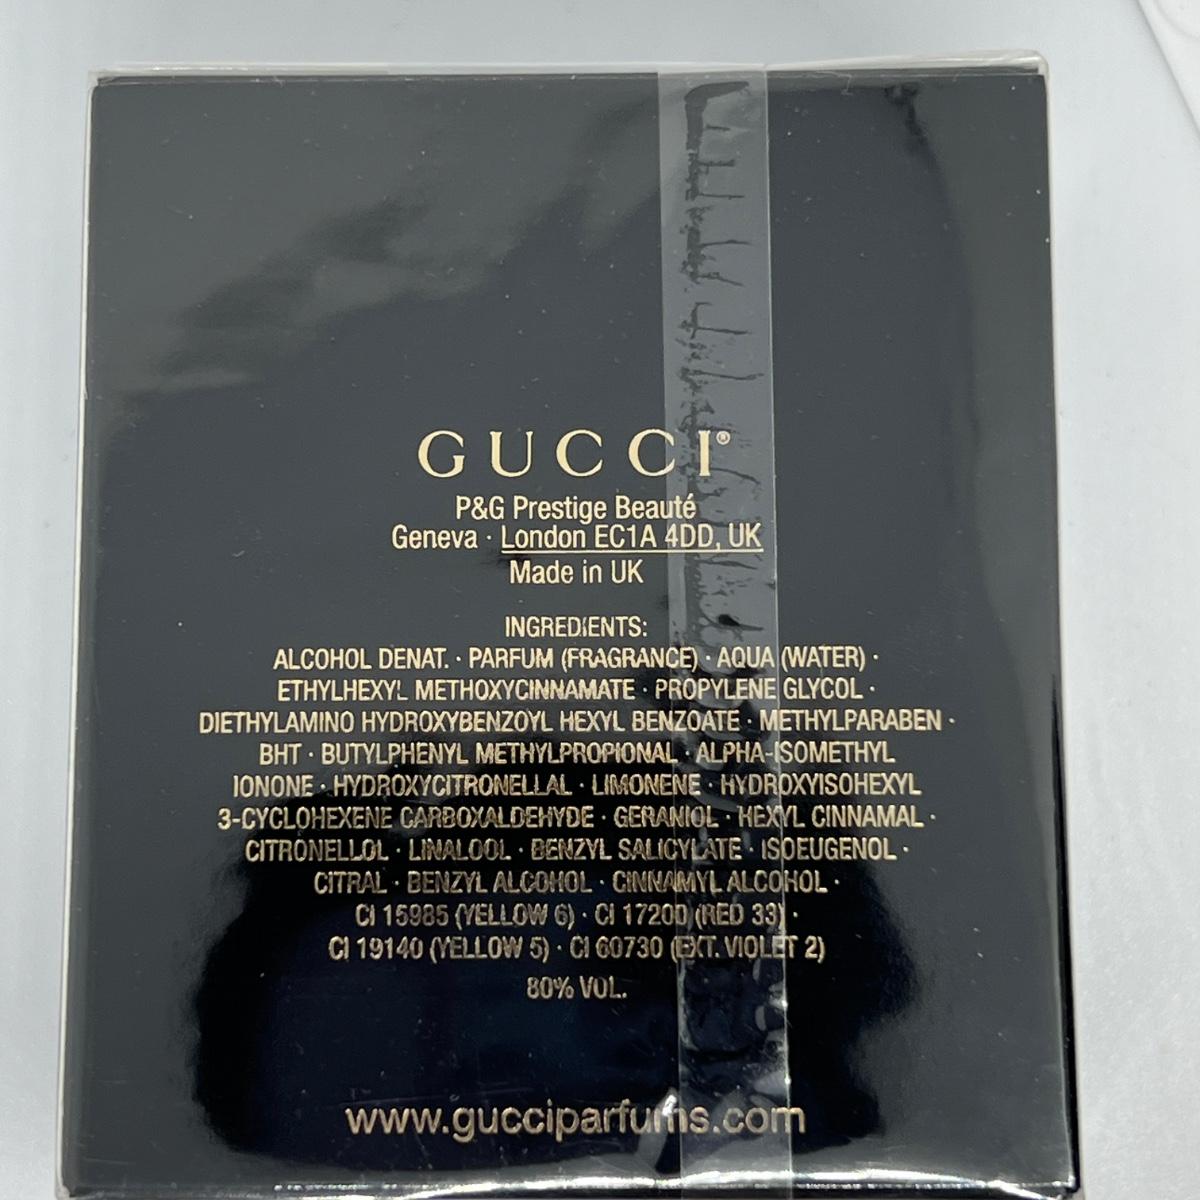 GUCCI®
P&G Prestige Beauté
Geneva · London EC1A 4DD, UK
Made in UK
INGREDIENTS:
ALCOHOL DENAT. · PARFUM (FRAGRANCE) · AQUA (WATER) ·
ETHYLHEXYL METHOXYCINNAMATE · PROPYLENE GLYCOL ·
DIETHYLAMINO HYDROXYBENZOYL HEXYL BENZOATE · METHYLPARABEN ·
BHT · BUTYLPHENYL METHYLPROPIONAL · ALPHA-ISOMETHYL
IONONE · HYDROXYCITRONELLAL · LIMONENE · HYDROXYISOHEXYL
3-CYCLOHEXENE CARBOXALDEHYDE · GERANIOL · HEXYL CINNAMAL ·
CITRONELLOL · LINALOOL · BENZYL SALICYLATE · ISOEUGENOL ·
CITRAL · BENZYL ALCOHOL · CINNAMYL ALCOHOL ·
CI 15985 (YELLOW 6) · CI 17200 (RED 33) ·
CI 19140 (YELLOW 5) · CI 60730 (EXT. VIOLET 2)
80% VOL.
www.gucciparfums.com